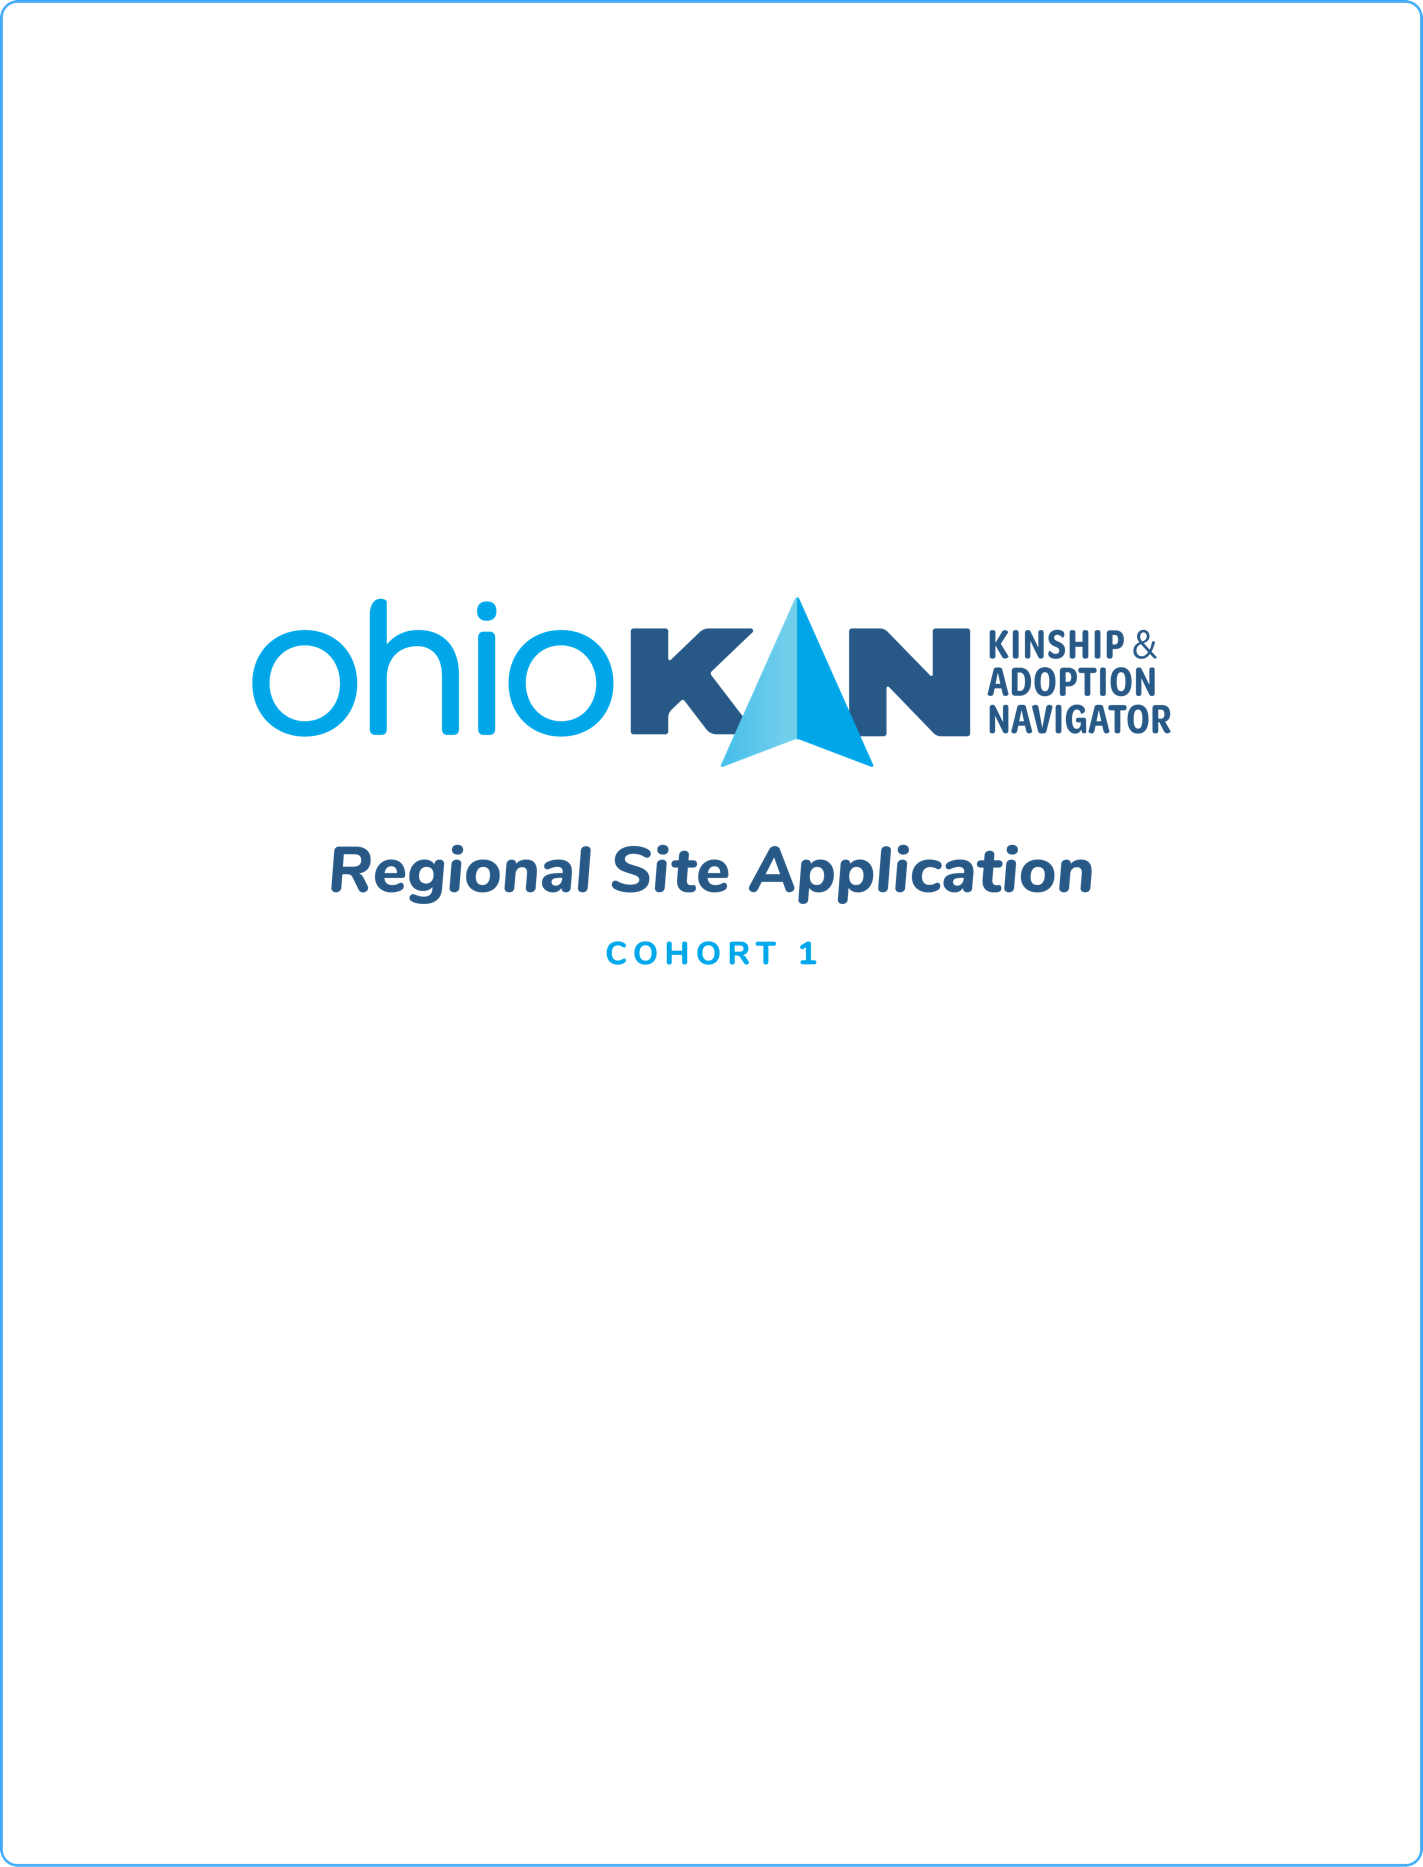 ohioKAN
KINSHIP &
ADOPTION
NAVIGATOR
Regional Site Application
COHORT 1